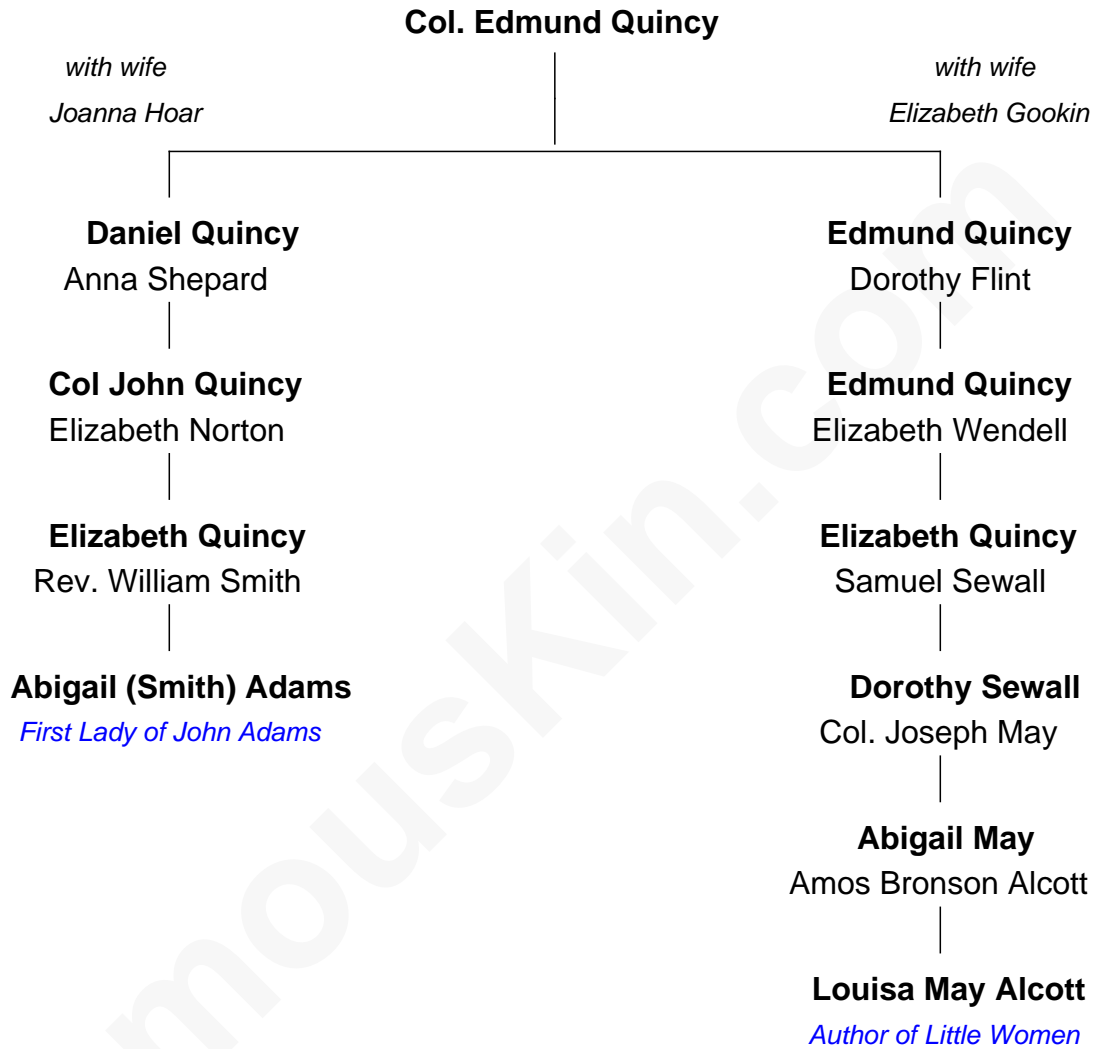 Col. Edmund Quincy
with wife
Joanna Hoar
with wife
Elizabeth Gookin
Daniel Quincy
Anna Shepard
Edmund Quincy
Dorothy Flint
Col John Quincy
Elizabeth Norton
Edmund Quincy
Elizabeth Wendell
Elizabeth Quincy
Rev. William Smith
Elizabeth Quincy
Samuel Sewall
Abigail (Smith) Adams
First Lady of John Adams
Dorothy Sewall
Col. Joseph May
Abigail May
Amos Bronson Alcott
Louisa May Alcott
Author of Little Women
mouskin.com